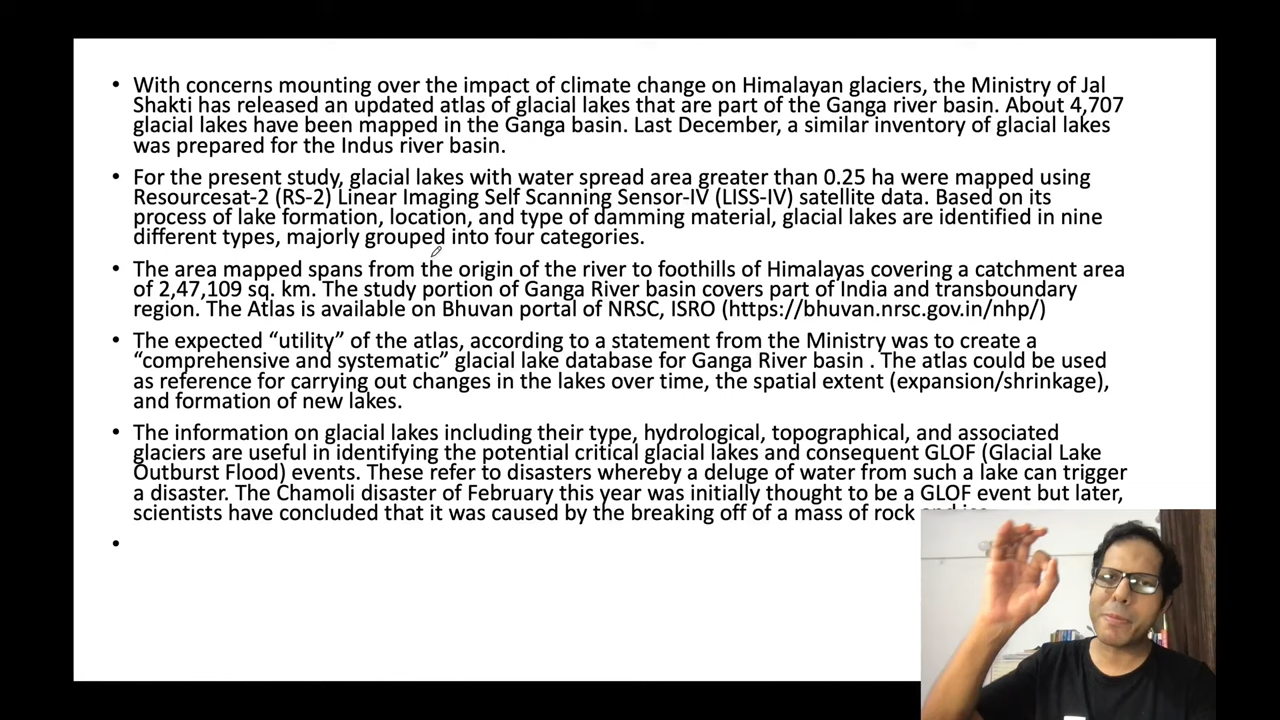 • With concerns mounting over the impact of climate change on Himalayan glaciers, the Ministry of Jal
Shakti has released an updated atlas of glacial lakes that are part of the Ganga river basin. About 4,707
glacial lakes have been mapped in the Ganga basin. Last December, a similar inventory of glacial lakes
was prepared for the Indus river basin.
• For the present study, glacial lakes with water spread area greater than 0.25 ha were mapped using
Resourcesat-2 (RS-2) Linear Imaging Self Scanning Sensor-IV (LISS-IV) satellite data. Based on its
process of lake formation, location, and type of damming material, glacial lakes are identified in nine
different types, majorly grouped into four categories.
• The area mapped spans from the origin of the river to foothills of Himalayas covering a catchment area
of 2,47,109 sq. km. The study portion of Ganga River basin covers part of India and transboundary
region. The Atlas is available on Bhuvan portal of NRSC, ISRO (https://bhuvan.nrsc.gov.in/nhp/)
• The expected “utility” of the atlas, according to a statement from the Ministry was to create a
“comprehensive and systematic” glacial lake database for Ganga River basin . The atlas could be used
as reference for carrying out changes in the lakes over time, the spatial extent (expansion/shrinkage),
and formation of new lakes.
• The information on glacial lakes including their type, hydrological, topographical, and associated
glaciers are useful in identifying the potential critical glacial lakes and consequent GLOF (Glacial Lake
Outburst Flood) events. These refer to disasters whereby a deluge of water from such a lake can trigger
a disaster. The Chamoli disaster of February this year was initially thought to be a GLOF event but later,
scientists have concluded that it was caused by the breaking off of a mass of rock
•